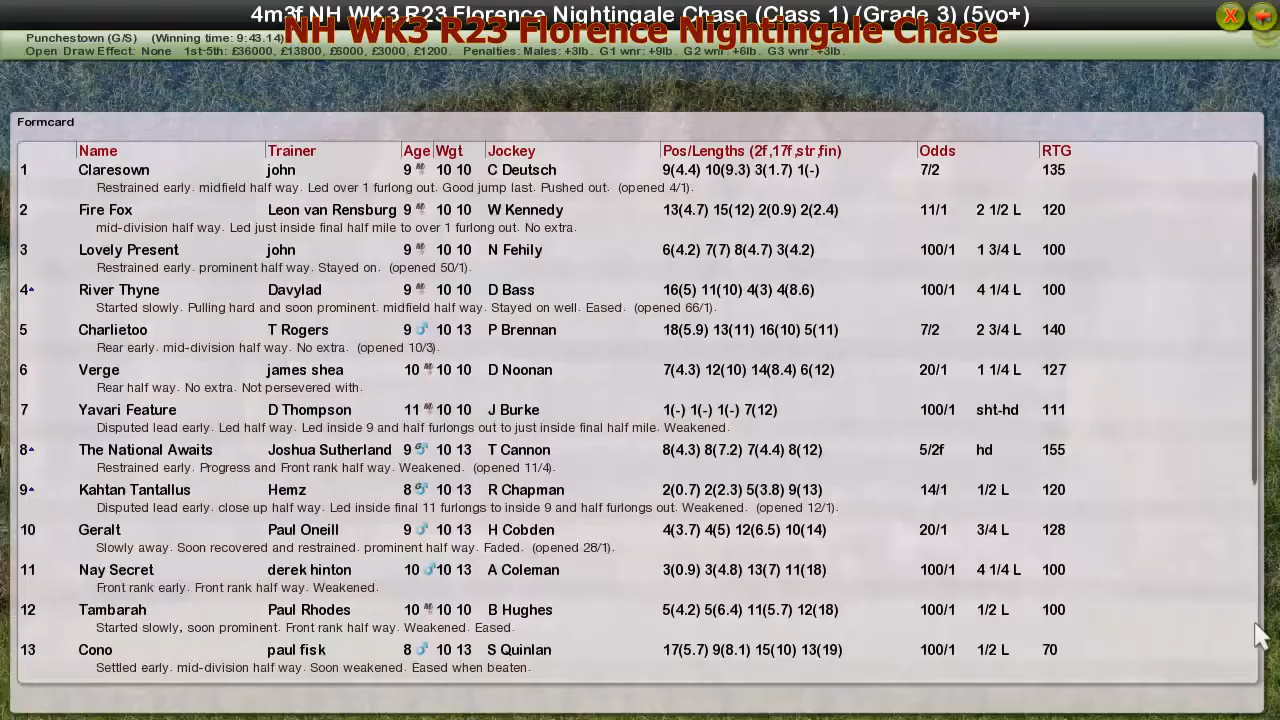 4m3f NH WK3 R23 Florence Nightingale Chase (Class 1) (Grade 3) (5yo+)
NH WK3 R23 Florence Nightingale Chase
Punchestown (G/S) (Winning time: 9:43.14
Open Draw Effect: None. 1st-5th: £36000, £13800, £6000, £3000, £1200. Penalties: Males: +3lb. G1 wnr: +9lb. G2 wnr: +6lb. G3 wnr: +3lb.
Formcard
Name Trainer Age Wgt Jockey Pos/Lengths (2f,17f,str,fin) Odds RTG
1 Claresown john 9 10 10 C Deutsch 9(4.4) 10(9.3) 3(1.7) 1(-) 7/2 135
Restrained early. midfield half way. Led over 1 furlong out. Good jump last. Pushed out. (opened 4/1).
2 Fire Fox Leon van Rensburg 9 10 10 W Kennedy 13(4.7) 15(12) 2(0.9) 2(2.4) 11/1 2 1/2 L 120
mid-division half way. Led just inside final half mile to over 1 furlong out. No extra.
3 Lovely Present john 9 10 10 N Fehily 6(4.2) 7(7) 8(4.7) 3(4.2) 100/1 1 3/4 L 100
Restrained early. prominent half way. Stayed on. (opened 50/1).
4 River Thyne Davylad 9 10 10 D Bass 16(5) 11(10) 4(3) 4(8.6) 100/1 4 1/4 L 100
Started slowly. Pulling hard and soon prominent. midfield half way. Stayed on well. Eased. (opened 66/1).
5 Charlietoo T Rogers 9 10 13 P Brennan 18(5.9) 13(11) 16(10) 5(11) 7/2 2 3/4 L 140
Rear early. mid-division half way. No extra. (opened 10/3).
6 Verge james shea 10 10 10 D Noonan 7(4.3) 12(10) 14(8.4) 6(12) 20/1 1 1/4 L 127
Rear half way. No extra. Not persevered with.
7 Yavari Feature D Thompson 11 10 10 J Burke 1(-) 1(-) 1(-) 7(12) 100/1 sht-hd 111
Disputed lead early. Led half way. Led inside 9 and half furlongs out to just inside final half mile. Weakened.
8 The National Awaits Joshua Sutherland 9 10 13 T Cannon 8(4.3) 8(7.2) 7(4.4) 8(12) 5/2f hd 155
Restrained early. Progress and Front rank half way. Weakened. (opened 11/4).
9 Kahtan Tantallus Hemz 8 10 13 R Chapman 2(0.7) 2(2.3) 5(3.8) 9(13) 14/1 1/2 L 120
Disputed lead early. close up half way. Led inside final 11 furlongs to inside 9 and half furlongs out. Weakened. (opened 12/1).
10 Geralt Paul Oneill 9 10 13 H Cobden 4(3.7) 4(5) 12(6.5) 10(14) 20/1 3/4 L 128
Slowly away. Soon recovered and restrained. prominent half way. Faded. (opened 28/1).
11 Nay Secret derek hinton 10 10 13 A Coleman 3(0.9) 3(4.8) 13(7) 11(18) 100/1 4 1/4 L 100
Front rank early. Front rank half way. Weakened.
12 Tambarah Paul Rhodes 10 10 10 B Hughes 5(4.2) 5(6.4) 11(5.7) 12(18) 100/1 1/2 L 100
Started slowly, soon prominent. Front rank half way. Weakened. Eased.
13 Cono paul fisk 8 10 13 S Quinlan 17(5.7) 9(8.1) 15(10) 13(19) 100/1 1/2 L 70
Settled early. mid-division half way. Soon weakened. Eased when beaten.